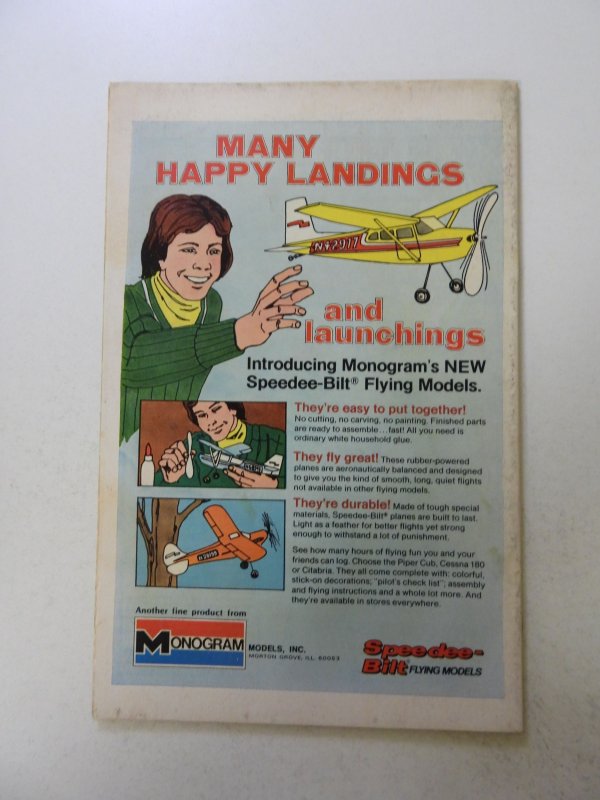 MANY
HAPPY LANDINGS
N42917
and
launchings
Introducing Monogram's NEW
Speedee-Bilt® Flying Models.
They're easy to put together!
No cutting, no carving, no painting. Finished parts
are ready to assemble...fast! All you need is
ordinary white household glue.
They fly great! These rubber-powered
planes are aeronautically balanced and designed
to give you the kind of smooth, long, quiet flights
not available in other flying models.
They're durable! Made of tough special
materials, Speedee-Bilt® planes are built to last.
Light as a feather for better flights yet strong
enough to withstand a lot of punishment.
See how many hours of flying fun you and your
friends can log. Choose the Piper Cub, Cessna 180
or Citabria. They all come complete with: colorful,
stick-on decorations; "pilot's check list"; assembly
and flying instructions and a whole lot more. And
they're available in stores everywhere.
Another fine product from
MONOGRAM MODELS, INC.
MORTON GROVE, ILL. 60053
Speedee-
Bilt® FLYING MODELS